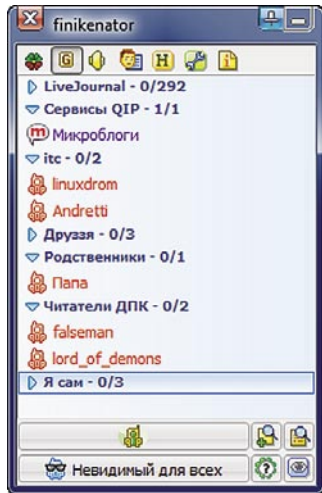 finikenator
LiveJournal - 0/292
Сервисы QIP - 1/1
Микроблоги
itc - 0/2
linuxdrom
Andretti
Друззя - 0/3
Родственники - 0/1
Папа
Читатели ДПК - 0/2
falseman
lord_of_demons
Я сам - 0/3
Невидимый для всех